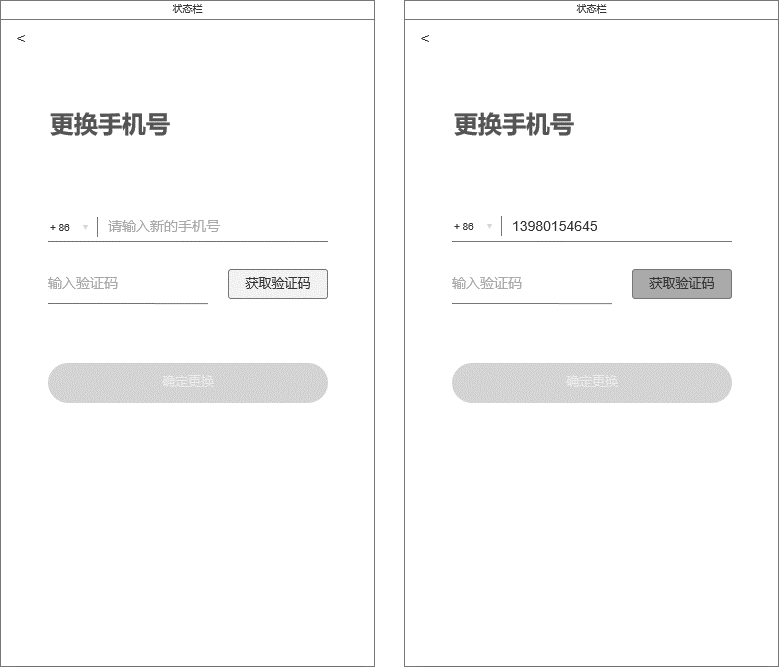 状态栏
<
更换手机号
+ 86
请输入新的手机号
输入验证码
获取验证码
确定更换
状态栏
<
更换手机号
+ 86
13980154645
输入验证码
获取验证码
确定更换